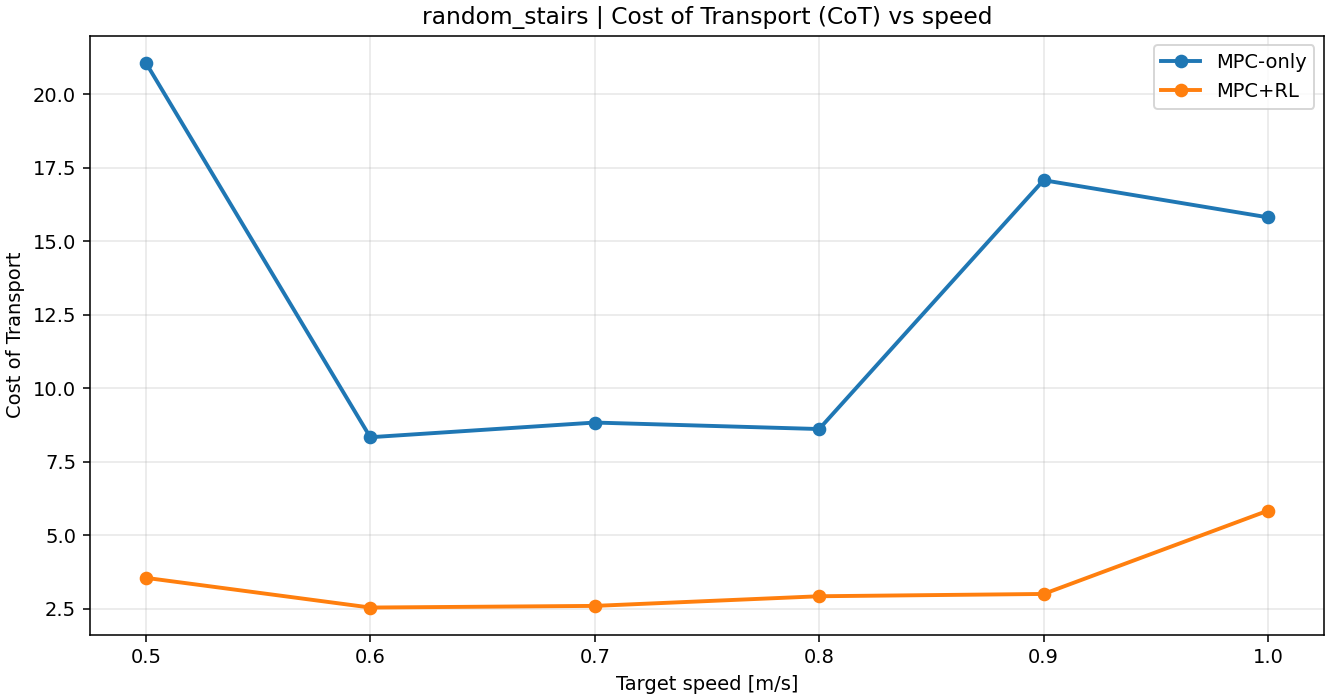 random_stairs | Cost of Transport (CoT) vs speed
MPC-only
MPC+RL
Cost of Transport
20.0
17.5
15.0
12.5
10.0
7.5
5.0
2.5
0.5 0.6 0.7 0.8 0.9 1.0
Target speed [m/s]